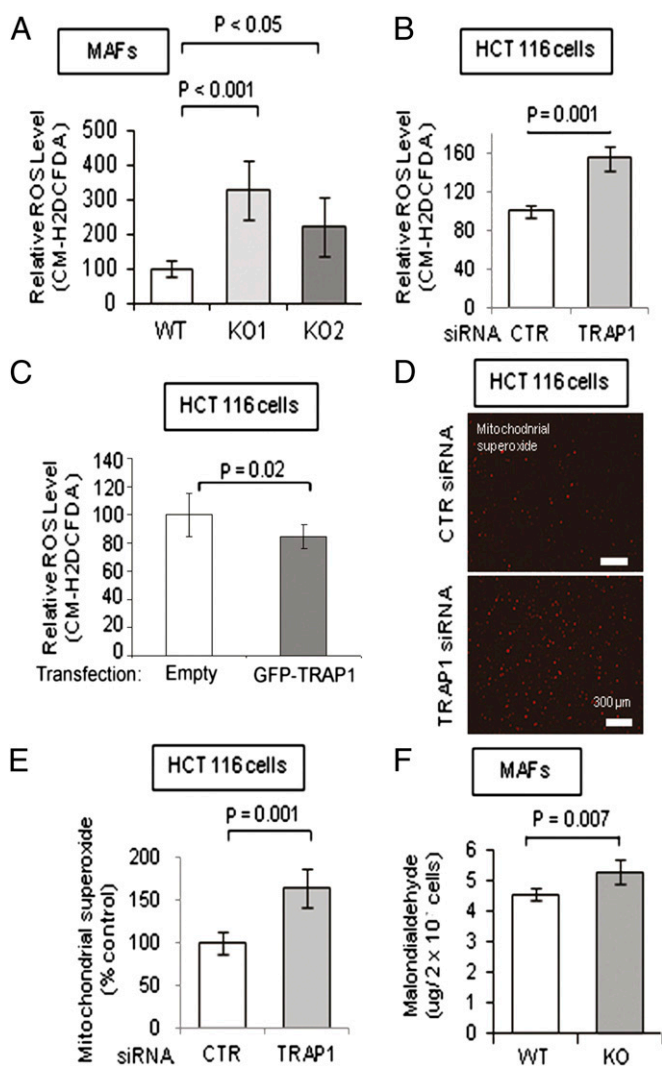 A
MAFs
P < 0.05
P < 0.001
Relative ROS Level
(CM-H2DCFDA)
500
400
300
200
100
0
WT KO1 KO2
B
HCT 116 cells
P = 0.001
Relative ROS Level
(CM-H2DCFDA)
160
120
80
40
0
siRNA CTR TRAP1
C
HCT 116 cells
P = 0.02
Relative ROS Level
(CM-H2DCFDA)
140
120
100
80
60
40
20
0
Transfection: Empty GFP-TRAP1
D
HCT 116 cells
CTR siRNA
Mitochodnrial
superoxide
TRAP1 siRNA
300 µm
E
HCT 116 cells
P = 0.001
Mitochondrial superoxide
(% control)
200
150
100
50
0
siRNA CTR TRAP1
F
MAFs
P = 0.007
Malondialdehyde
(ug/ 2 x 10 cells)
6
5
4
3
2
1
0
WT KO